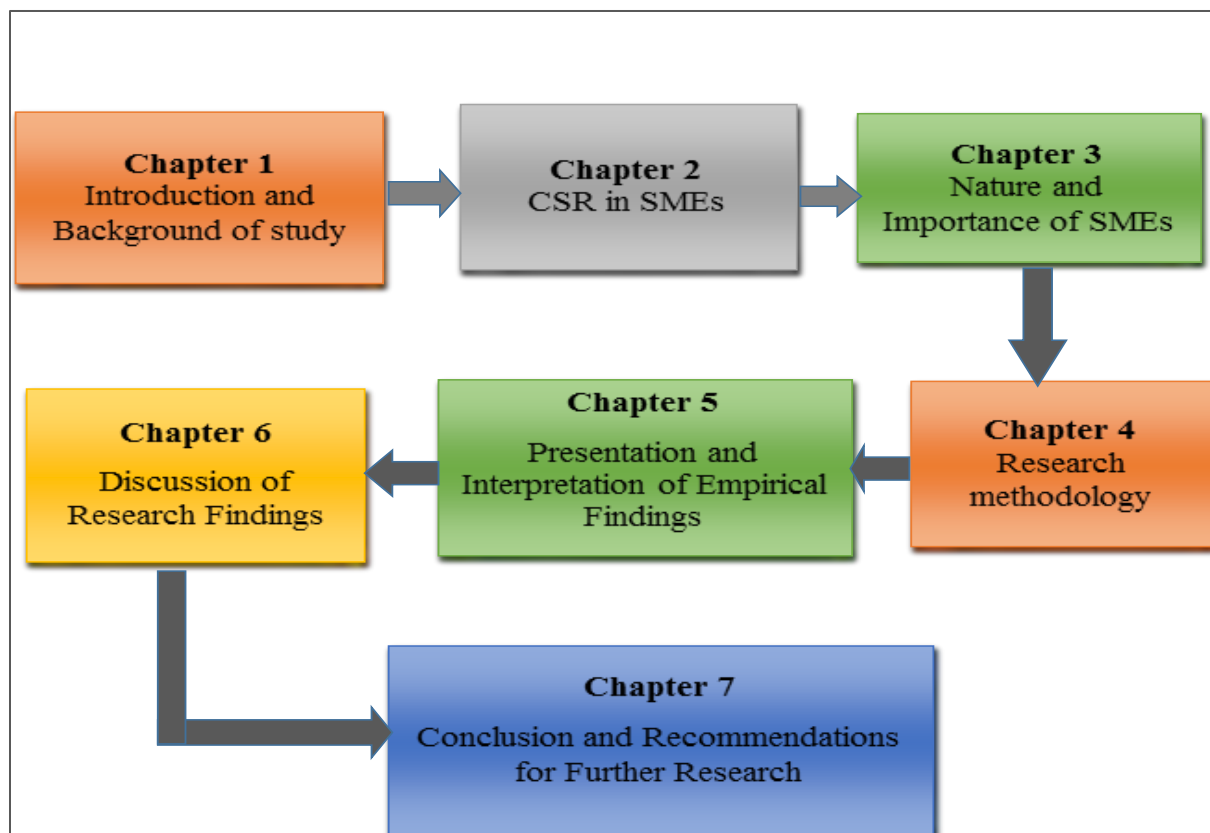 Chapter 1
Introduction and
Background of study
Chapter 2
CSR in SMEs
Chapter 3
Nature and
Importance of SMEs
Chapter 4
Research
methodology
Chapter 5
Presentation and
Interpretation of Empirical
Findings
Chapter 6
Discussion of
Research Findings
Chapter 7
Conclusion and Recommendations
for Further Research